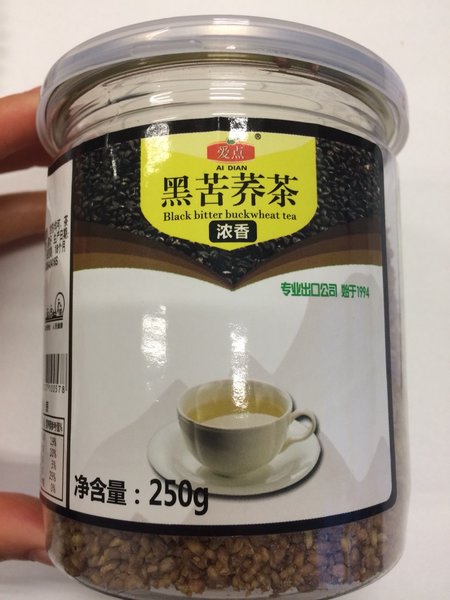 爱点®
AI DIAN
黑苦荞茶
Black bitter buckwheat tea
浓香
专业出口公司 始于1994
净含量：250g